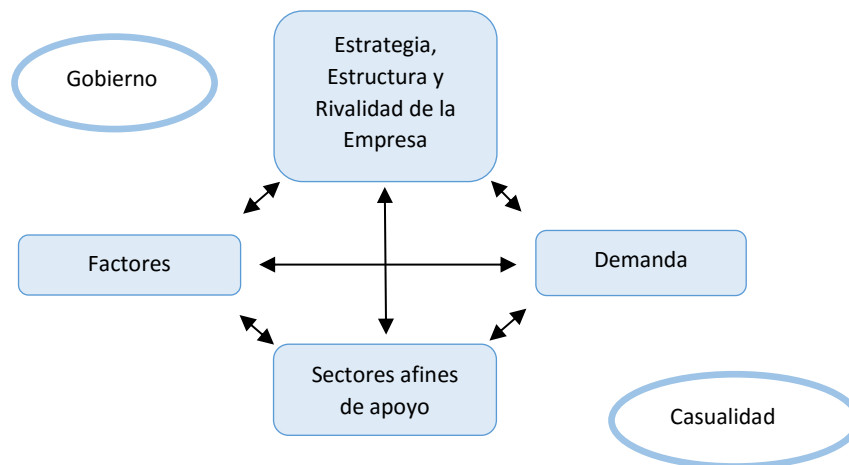 Estrategia,
Estructura y
Rivalidad de la
Empresa
Gobierno
Factores
Demanda
Sectores afines
de apoyo
Casualidad